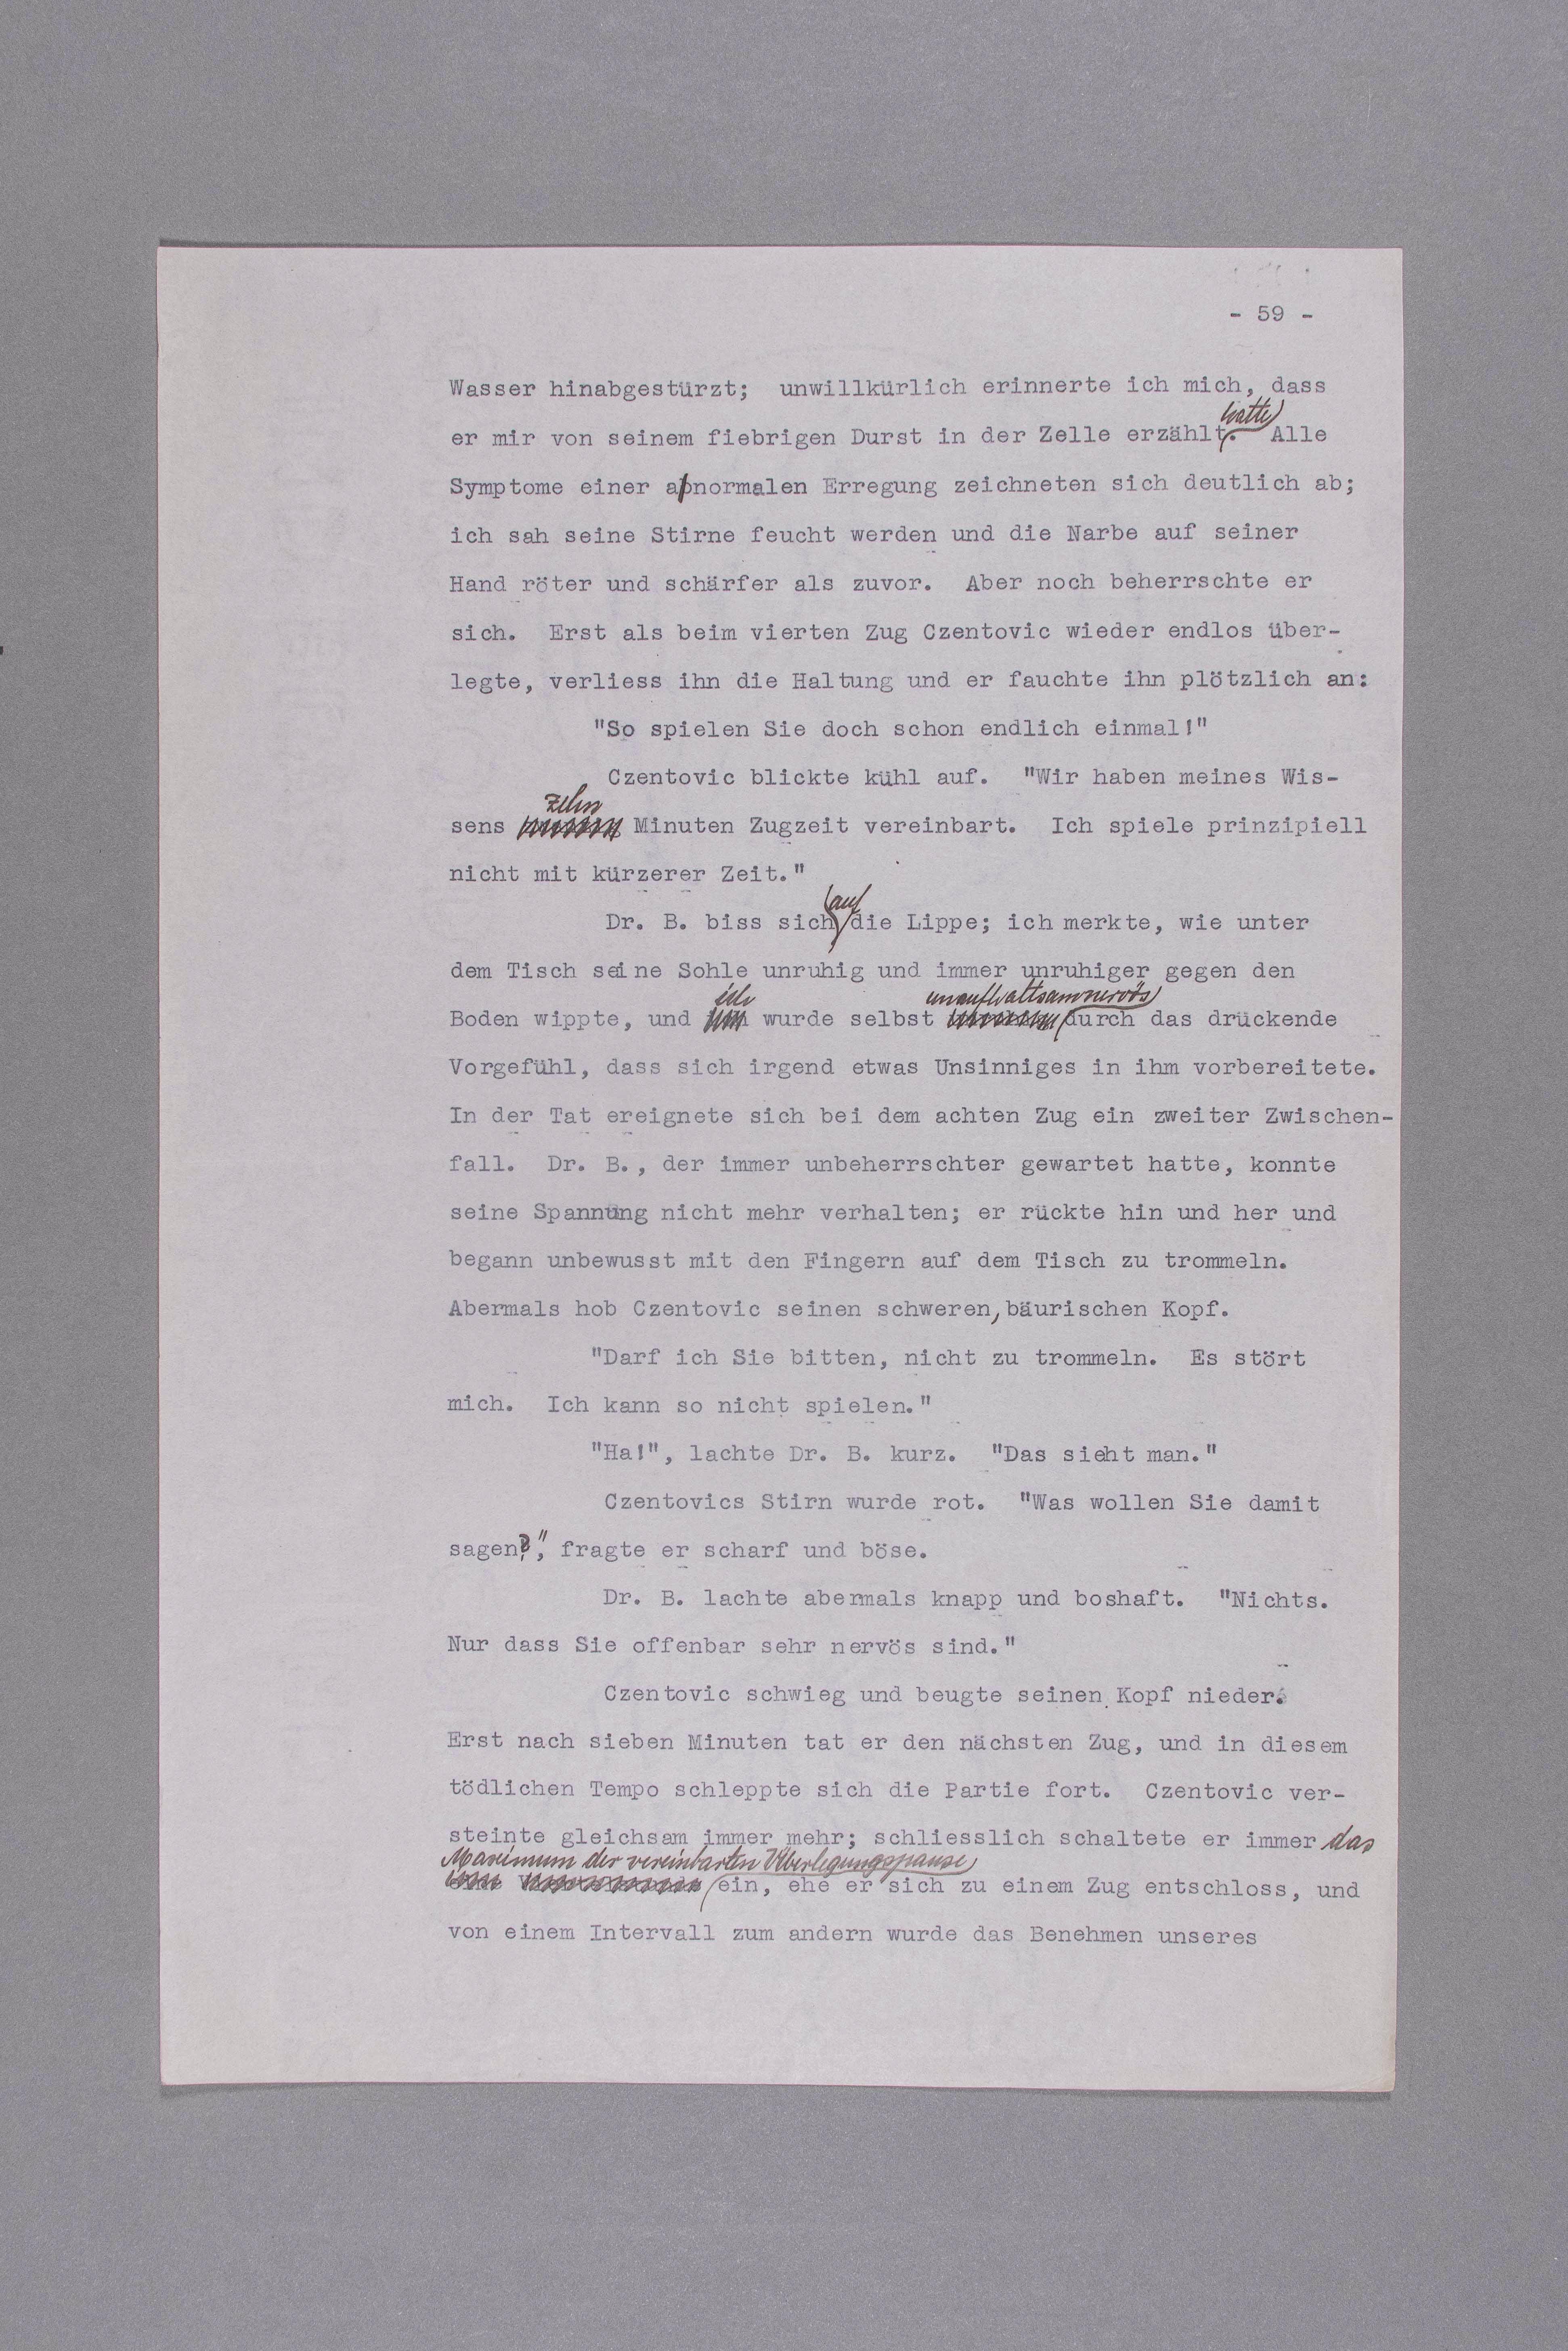 - 59 -
Wasser hinabgestürzt; unwillkürlich erinnerte ich mich, dass
hatte
er mir von seinem fiebrigen Durst in der Zelle erzählt. Alle
Symptome einer abnormalen Erregung zeichneten sich deutlich ab;
ich sah seine Stirne feucht werden und die Narbe auf seiner
Hand röter und schärfer als zuvor. Aber noch beherrschte er
sich. Erst als beim vierten Zug Czentovic wieder endlos über-
legte, verliess ihn die Haltung und er fauchte ihn plötzlich an:
"So spielen Sie doch schon endlich einmal!"
Czentovic blickte kühl auf. "Wir haben meines Wis-
zehn
sens Minuten Zugzeit vereinbart. Ich spiele prinzipiell
nicht mit kürzerer Zeit."
auf
Dr. B. biss sich die Lippe; ich merkte, wie unter
dem Tisch seine Sohle unruhig und immer unruhiger gegen den
ich unaufhaltsam nervös
Boden wippte, und wurde selbst durch das drückende
Vorgefühl, dass sich irgend etwas Unsinniges in ihm vorbereitete.
In der Tat ereignete sich bei dem achten Zug ein zweiter Zwischen-
fall. Dr. B., der immer unbeherrschter gewartet hatte, konnte
seine Spannung nicht mehr verhalten; er rückte hin und her und
begann unbewusst mit den Fingern auf dem Tisch zu trommeln.
Abermals hob Czentovic seinen schweren, bäurischen Kopf.
"Darf ich Sie bitten, nicht zu trommeln. Es stört
mich. Ich kann so nicht spielen."
"Ha!", lachte Dr. B. kurz. "Das sieht man."
Czentovics Stirn wurde rot. "Was wollen Sie damit
sagen?", fragte er scharf und böse.
Dr. B. lachte abermals knapp und boshaft. "Nichts.
Nur dass Sie offenbar sehr nervös sind."
Czentovic schwieg und beugte seinen Kopf nieder.
Erst nach sieben Minuten tat er den nächsten Zug, und in diesem
tödlichen Tempo schleppte sich die Partie fort. Czentovic ver-
steinte gleichsam immer mehr; schliesslich schaltete er immer das
Maximum der vereinbarten Überlegungspause
ein, ehe er sich zu einem Zug entschloss, und
von einem Intervall zum andern wurde das Benehmen unseres